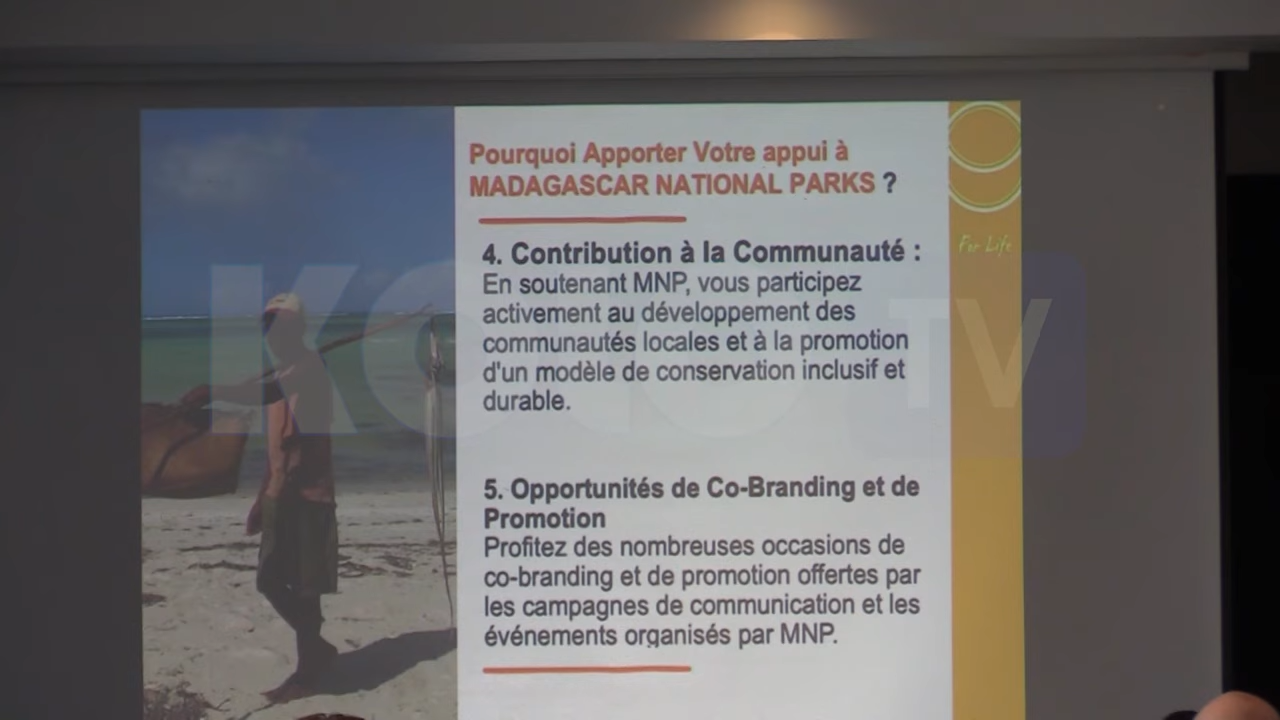 Pourquoi Apporter Votre appui à
MADAGASCAR NATIONAL PARKS ?
4. Contribution à la Communauté :
En soutenant MNP, vous participez
activement au développement des
communautés locales et à la promotion
d'un modèle de conservation inclusif et
durable.
5. Opportunités de Co-Branding et de
Promotion
Profitez des nombreuses occasions de
co-branding et de promotion offertes par
les campagnes de communication et les
événements organisés par MNP.
For Life
TV